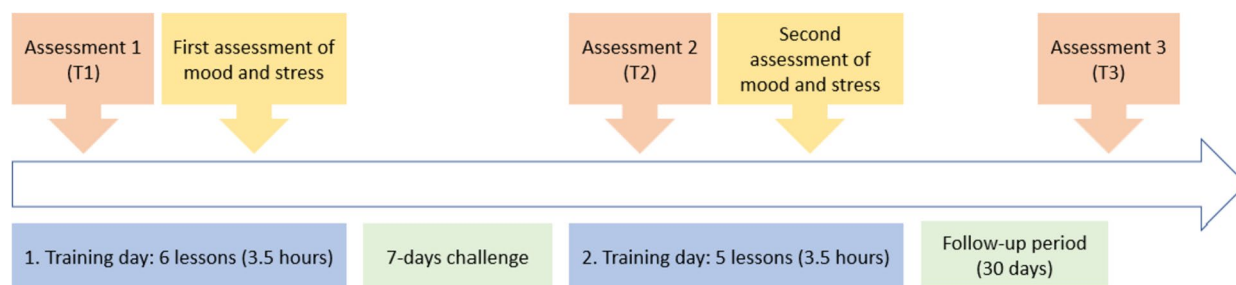 Assessment 1
(T1)
First assessment of
mood and stress
Assessment 2
(T2)
Second
assessment of
mood and stress
Assessment 3
(T3)
1. Training day: 6 lessons (3.5 hours)
7-days challenge
2. Training day: 5 lessons (3.5 hours)
Follow-up period
(30 days)